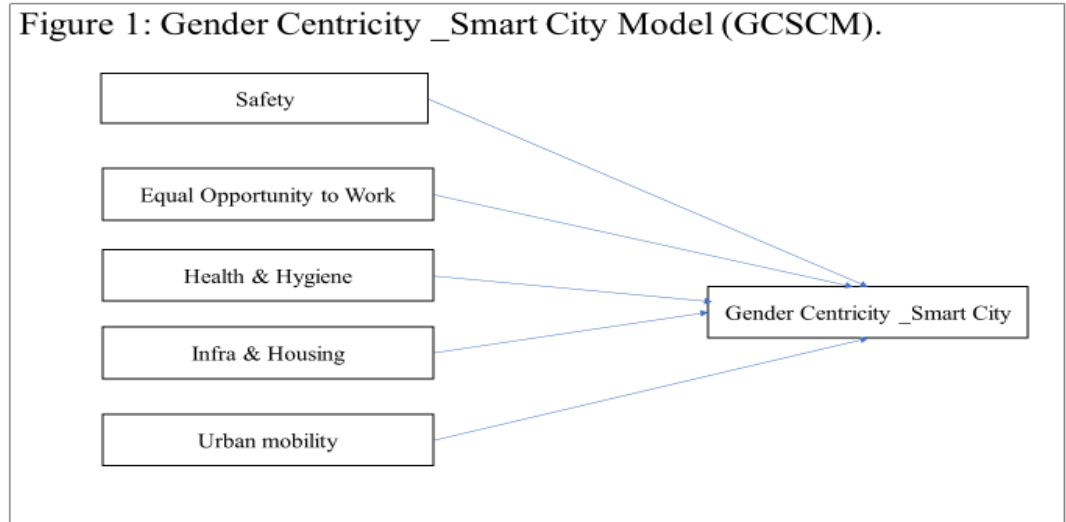 Figure 1: Gender Centricity _Smart City Model (GCSCM).
Safety
Equal Opportunity to Work
Health & Hygiene
Infra & Housing
Urban mobility
Gender Centricity _Smart City